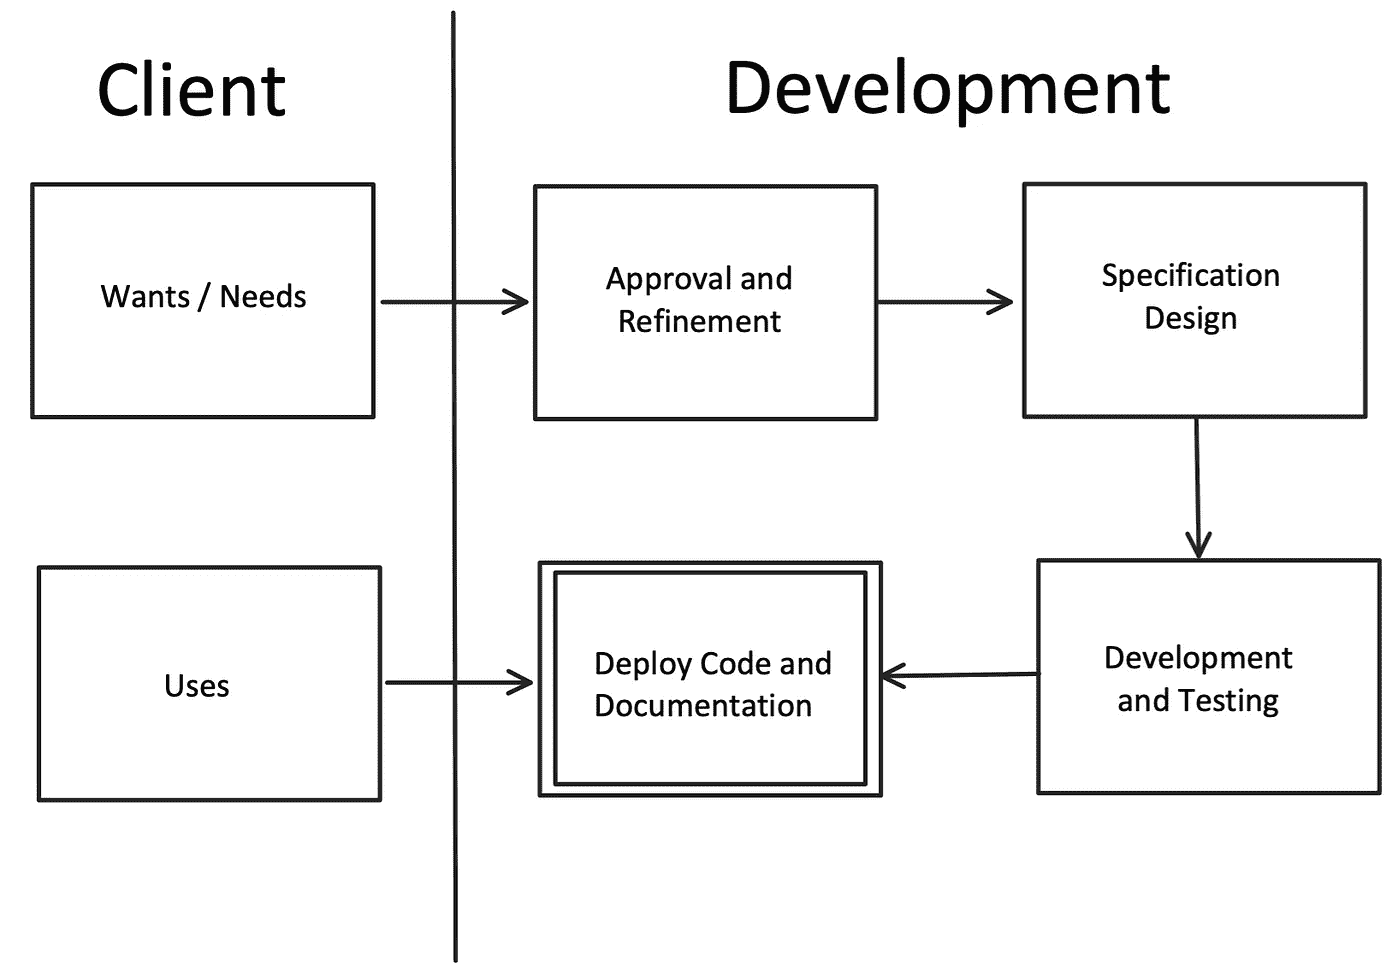 Client
Development
Wants / Needs
Approval and
Refinement
Specification
Design
Uses
Deploy Code and
Documentation
Development
and Testing